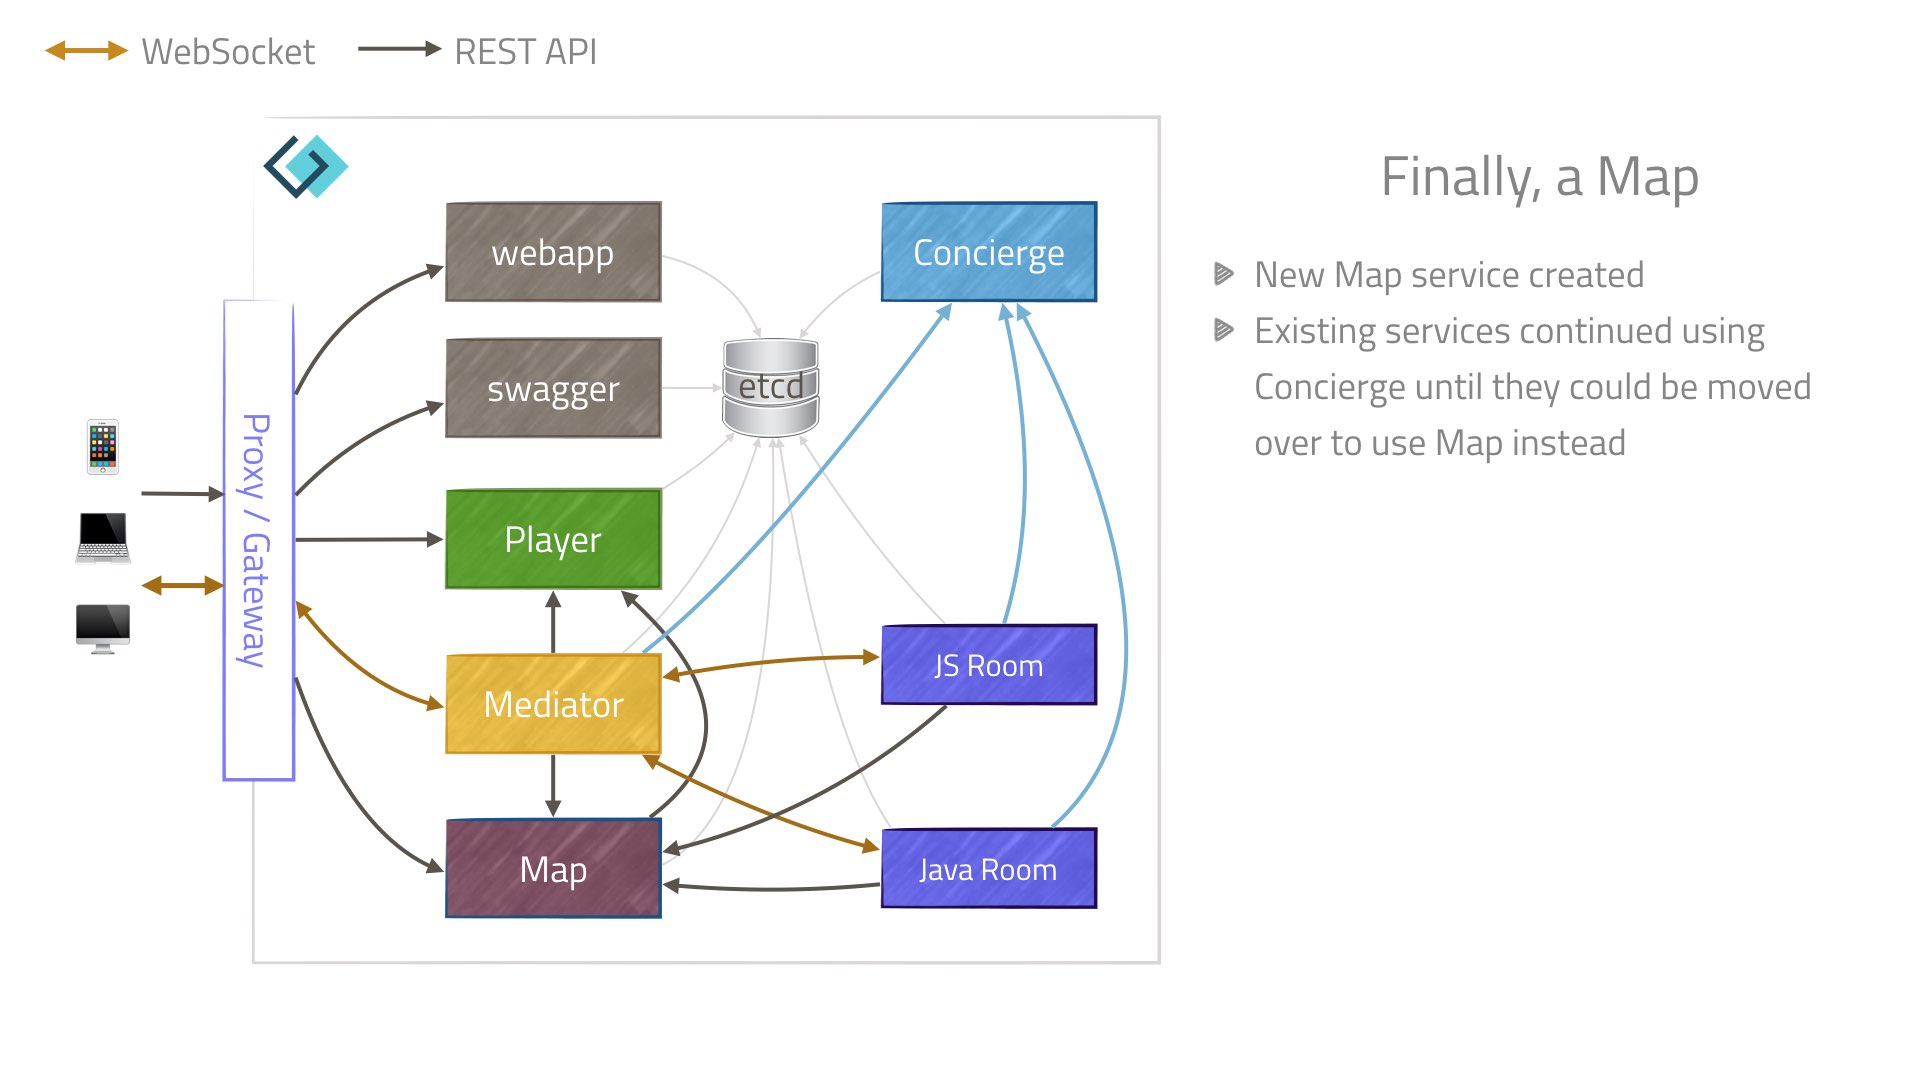 WebSocket
REST API
Finally, a Map
New Map service created
Existing services continued using
Concierge until they could be moved
over to use Map instead
webapp
Concierge
swagger
etcd
Proxy / Gateway
Player
JS Room
Mediator
Map
Java Room